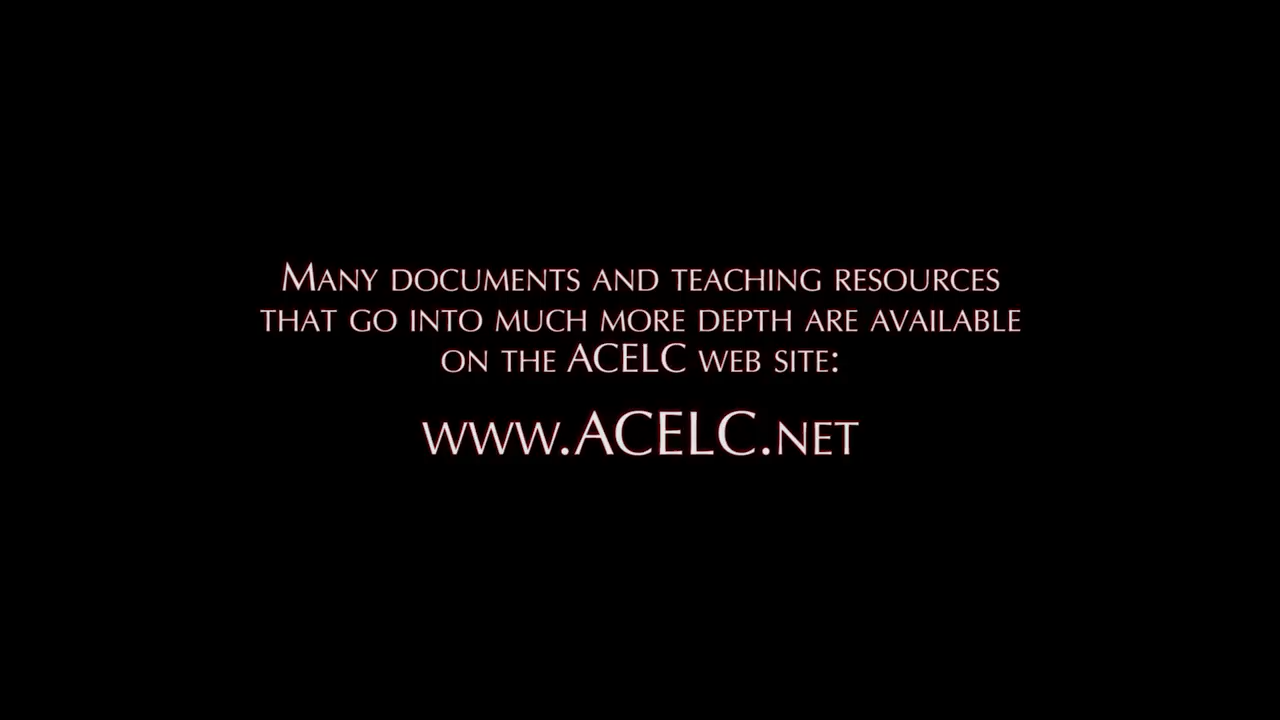 Many documents and teaching resources
that go into much more depth are available
on the ACELC web site:
www.ACELC.net